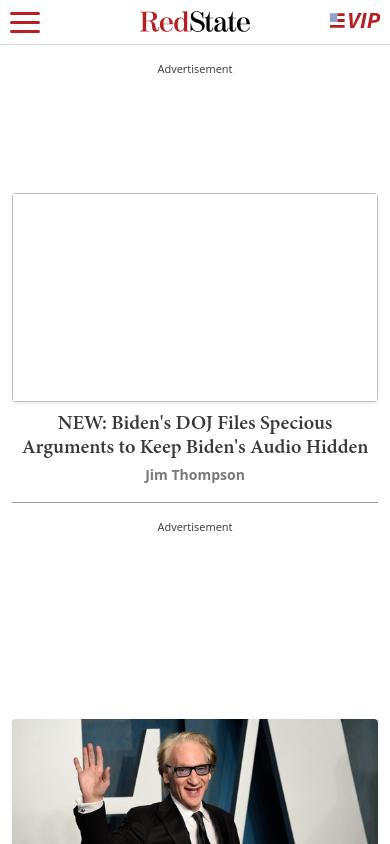 RedState
VIP
Advertisement
NEW: Biden's DOJ Files Specious
Arguments to Keep Biden's Audio Hidden
Jim Thompson
Advertisement